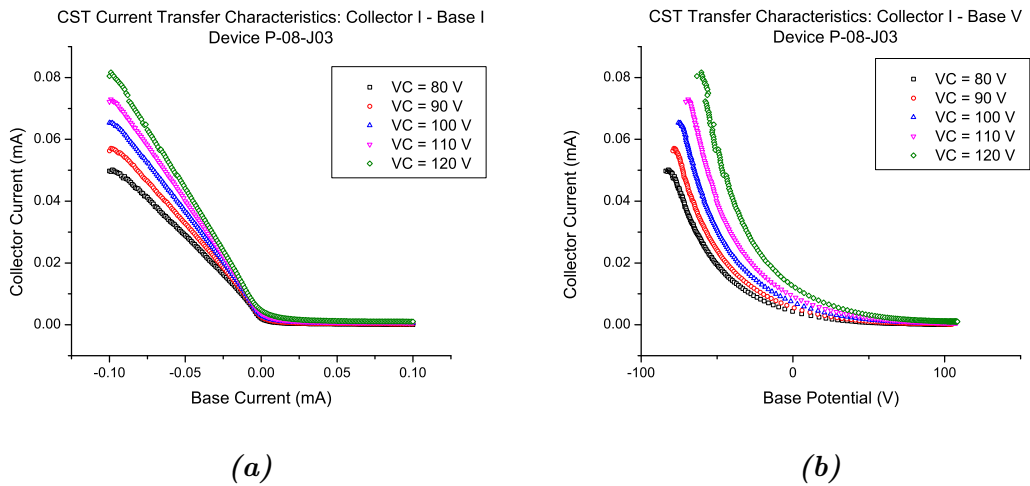 CST Current Transfer Characteristics: Collector I - Base I
Device P-08-J03
Collector Current (mA)
0.08
0.06
0.04
0.02
0.00
-0.10
-0.05
0.00
0.05
0.10
Base Current (mA)
VC = 80 V
VC = 90 V
VC = 100 V
VC = 110 V
VC = 120 V
(a)
CST Transfer Characteristics: Collector I - Base V
Device P-08-J03
Collector Current (mA)
0.08
0.06
0.04
0.02
0.00
-100
0
100
Base Potential (V)
VC = 80 V
VC = 90 V
VC = 100 V
VC = 110 V
VC = 120 V
(b)